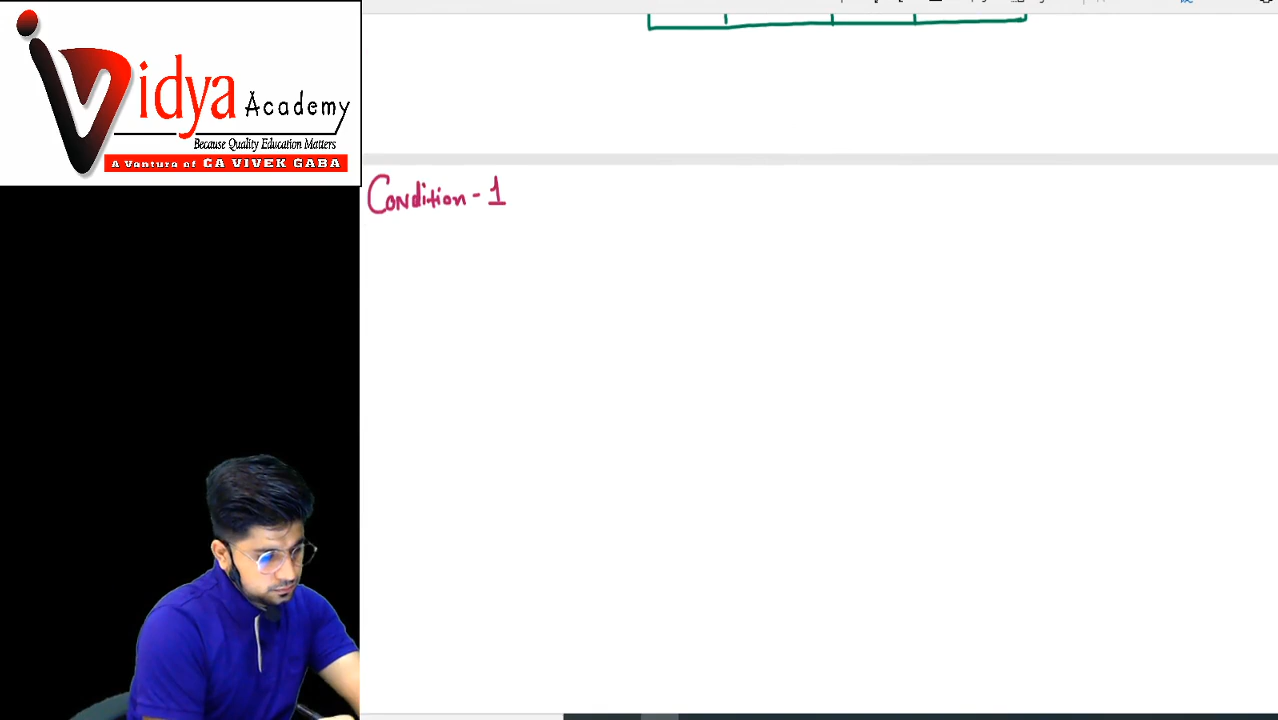 Vidya Academy
Because Quality Education Matters
A Venture of CA VIVEK GABA
Condition - 1